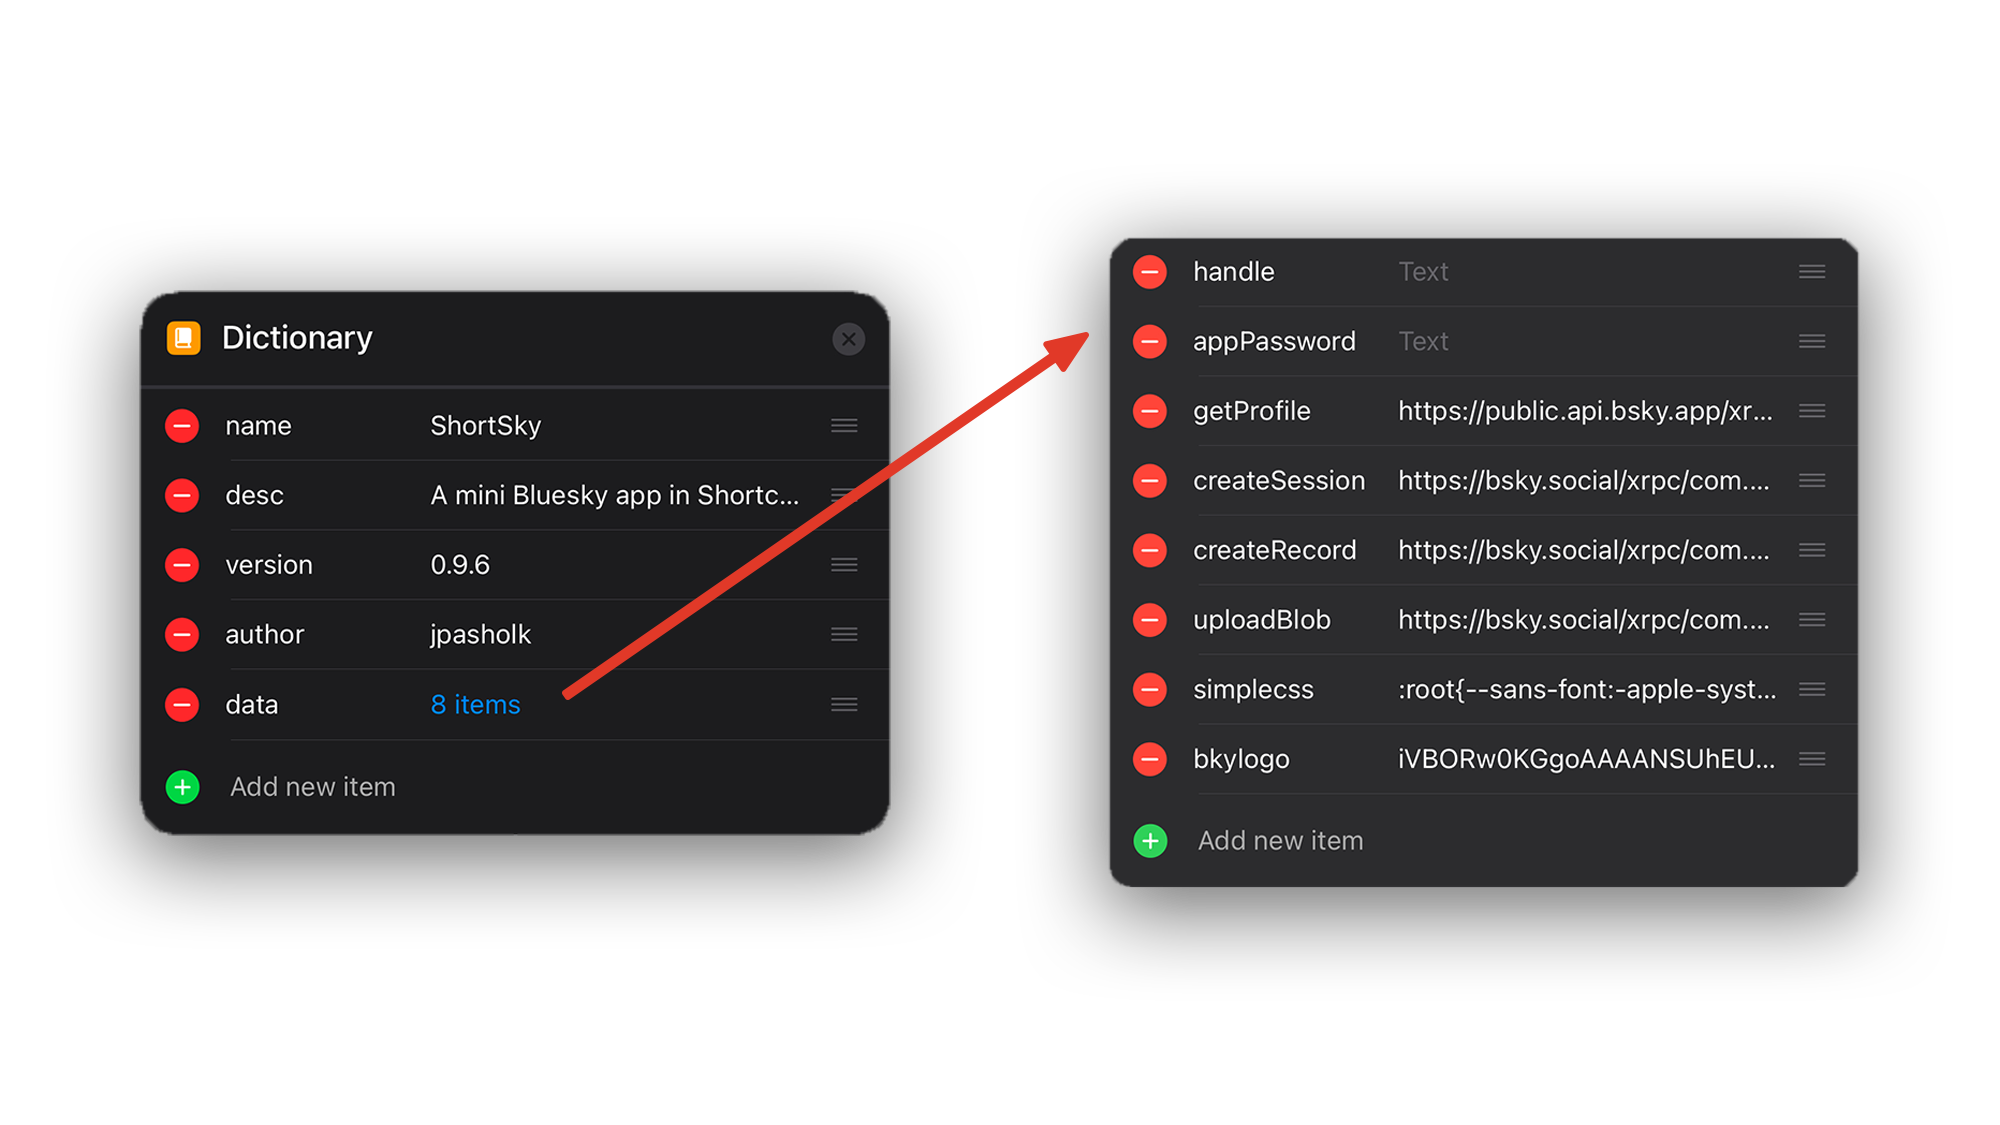 Dictionary
name ShortSky
desc A mini Bluesky app in Shortc...
version 0.9.6
author jpasholk
data 8 items
Add new item
handle Text
appPassword Text
getProfile https://public.api.bsky.app/xr...
createSession https://bsky.social/xrpc/com....
createRecord https://bsky.social/xrpc/com....
uploadBlob https://bsky.social/xrpc/com....
simplecss :root{--sans-font:-apple-syst...
bkylogo iVBORw0KGgoAAAANSUhEU...
Add new item